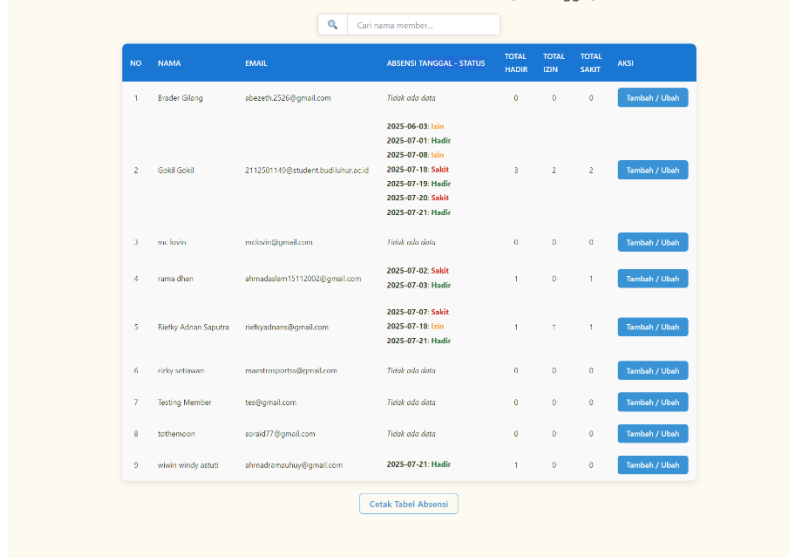 Cari nama member...
NO NAMA EMAIL ABSENSI TANGGAL - STATUS TOTAL HADIR TOTAL IZIN TOTAL SAKIT AKSI
1 Brader Gilang abezeth.2526@gmail.com Tidak ada data 0 0 0 Tambah / Ubah
2 Gokil Gokil 2112501149@student.budiluhur.ac.id 2025-06-03: Izin
2025-07-01: Hadir
2025-07-08: Izin
2025-07-18: Sakit
2025-07-19: Hadir
2025-07-20: Sakit
2025-07-21: Hadir
3 2 2 Tambah / Ubah
3 mc lovin mclovin@gmail.com Tidak ada data 0 0 0 Tambah / Ubah
4 rama dhan ahmadaslam15112002@gmail.com 2025-07-02: Sakit
2025-07-03: Hadir
1 0 1 Tambah / Ubah
5 Riefky Adnan Saputra riefkyadnans@gmail.com 2025-07-07: Sakit
2025-07-18: Izin
2025-07-21: Hadir
1 1 1 Tambah / Ubah
6 rizky setiawan maestrosportss@gmail.com Tidak ada data 0 0 0 Tambah / Ubah
7 Testing Member tes@gmail.com Tidak ada data 0 0 0 Tambah / Ubah
8 tothemoon soraid77@gmail.com Tidak ada data 0 0 0 Tambah / Ubah
9 wiwin windy astuti ahmadramauhuy@gmail.com 2025-07-21: Hadir 1 0 0 Tambah / Ubah
Cetak Tabel Absensi